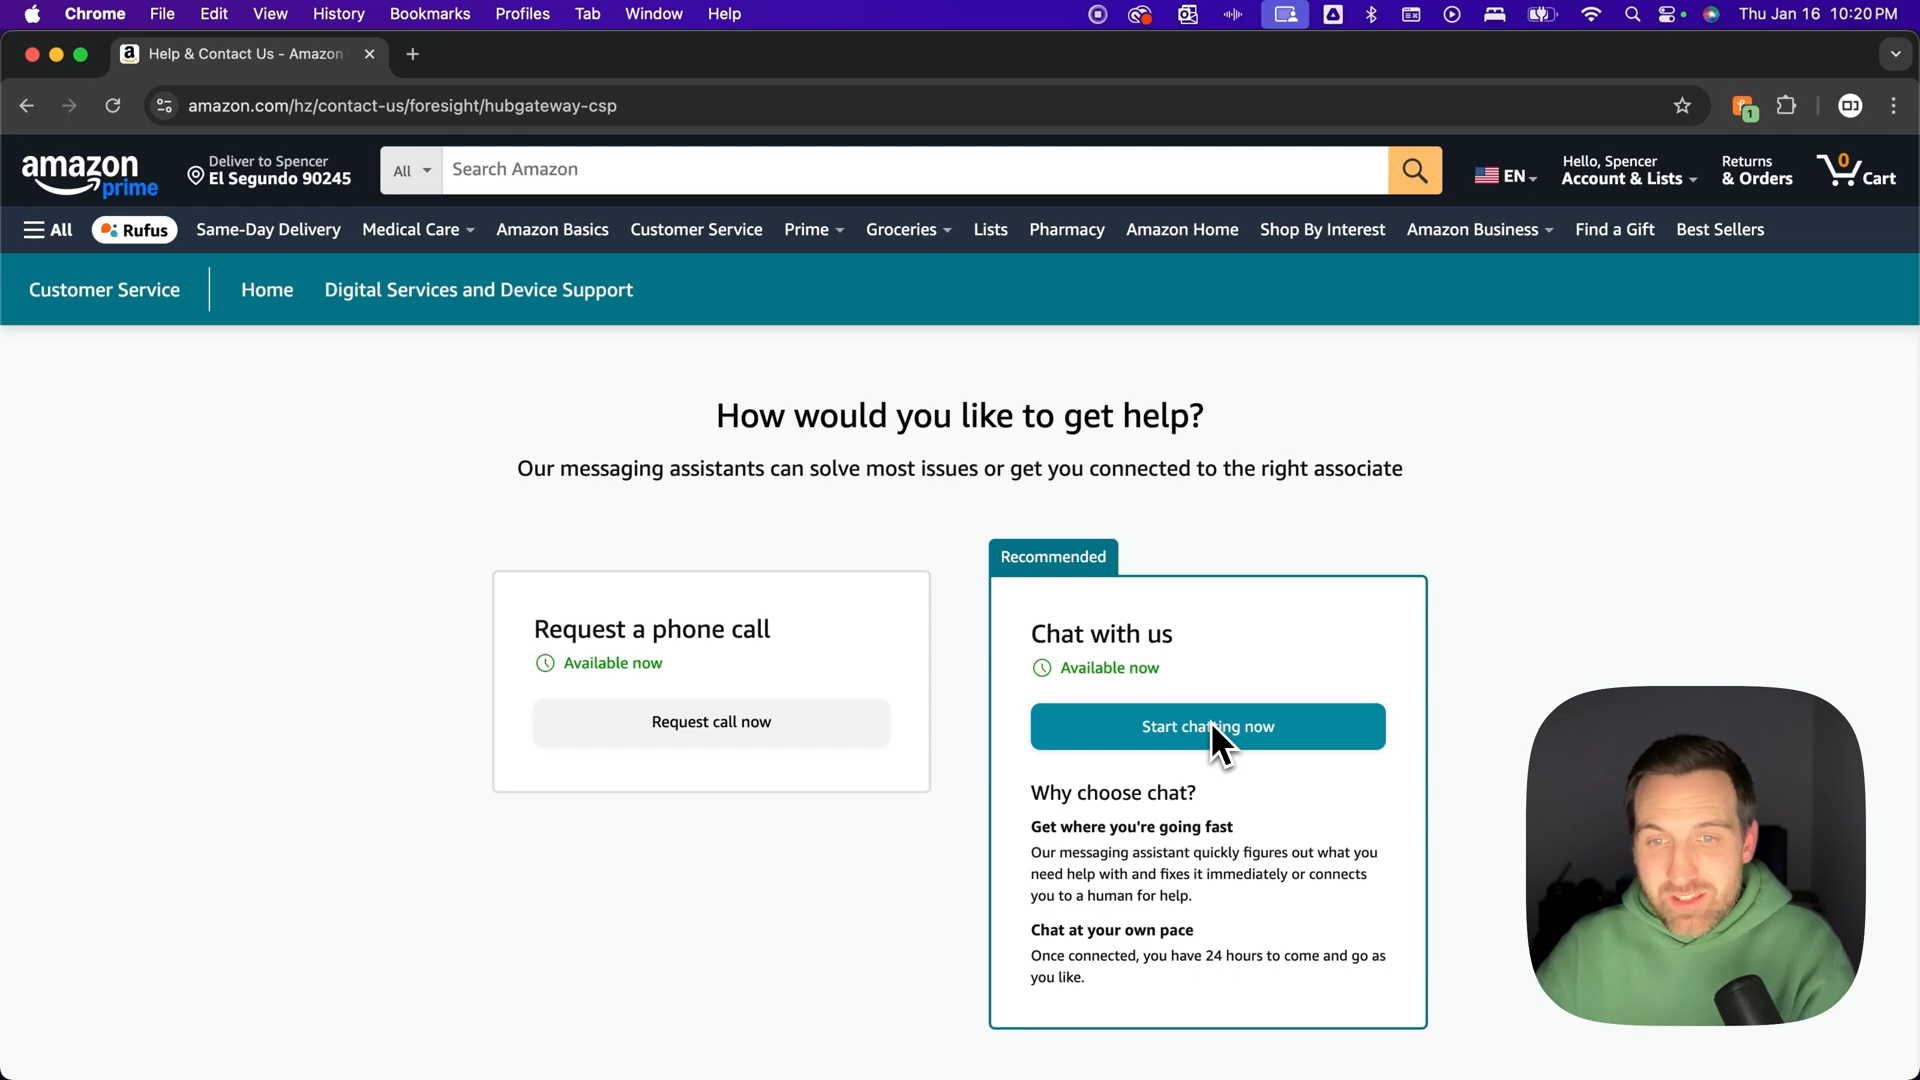 Chrome File Edit View History Bookmarks Profiles Tab Window Help Thu Jan 16 10:20 PM
Help & Contact Us - Amazon
amazon.com/hz/contact-us/foresight/hubgateway-csp
1
amazon prime
Deliver to Spencer
El Segundo 90245
All
Search Amazon
EN
Hello, Spencer
Account & Lists
Returns
& Orders
0
Cart
All Rufus Same-Day Delivery Medical Care Amazon Basics Customer Service Prime Groceries Lists Pharmacy Amazon Home Shop By Interest Amazon Business Find a Gift Best Sellers
Customer Service Home Digital Services and Device Support
How would you like to get help?
Our messaging assistants can solve most issues or get you connected to the right associate
Request a phone call
Available now
Request call now
Recommended
Chat with us
Available now
Start chatting now
Why choose chat?
Get where you're going fast
Our messaging assistant quickly figures out what you
need help with and fixes it immediately or connects
you to a human for help.
Chat at your own pace
Once connected, you have 24 hours to come and go as
you like.